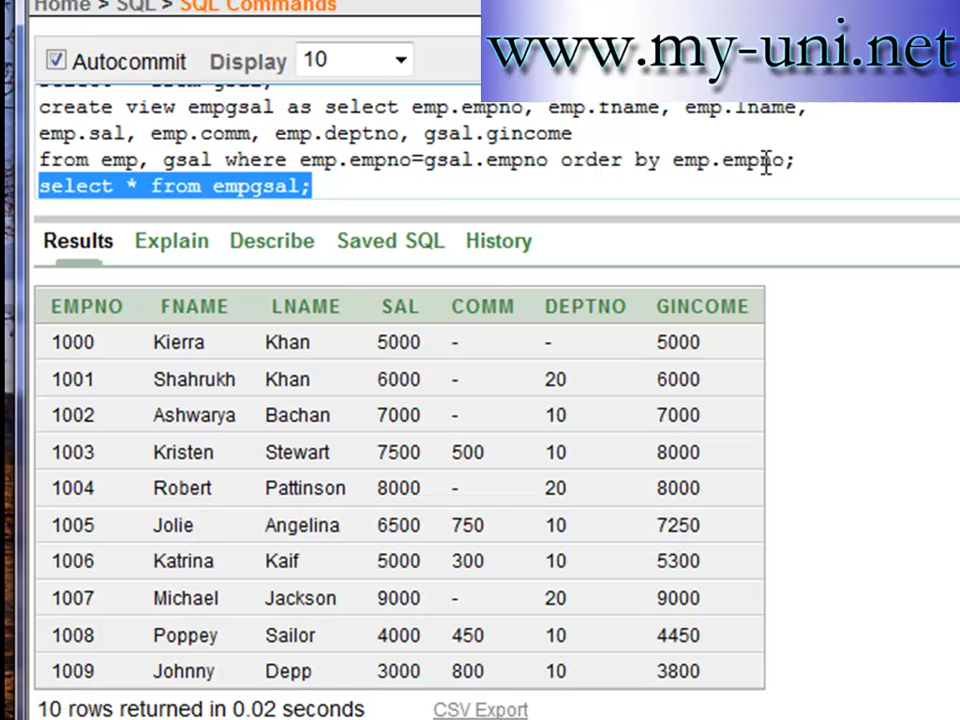 Home > SQL > SQL Commands
www.my-uni.net
Autocommit Display 10
create view empgsal as select emp.empno, emp.fname, emp.lname,
emp.sal, emp.comm, emp.deptno, gsal.gincome
from emp, gsal where emp.empno=gsal.empno order by emp.empno;
select * from empgsal;
Results Explain Describe Saved SQL History
EMPNO FNAME LNAME SAL COMM DEPTNO GINCOME
1000 Kierra Khan 5000 - - 5000
1001 Shahrukh Khan 6000 - 20 6000
1002 Ashwarya Bachan 7000 - 10 7000
1003 Kristen Stewart 7500 500 10 8000
1004 Robert Pattinson 8000 - 20 8000
1005 Jolie Angelina 6500 750 10 7250
1006 Katrina Kaif 5000 300 10 5300
1007 Michael Jackson 9000 - 20 9000
1008 Poppey Sailor 4000 450 10 4450
1009 Johnny Depp 3000 800 10 3800
10 rows returned in 0.02 seconds CSV Export